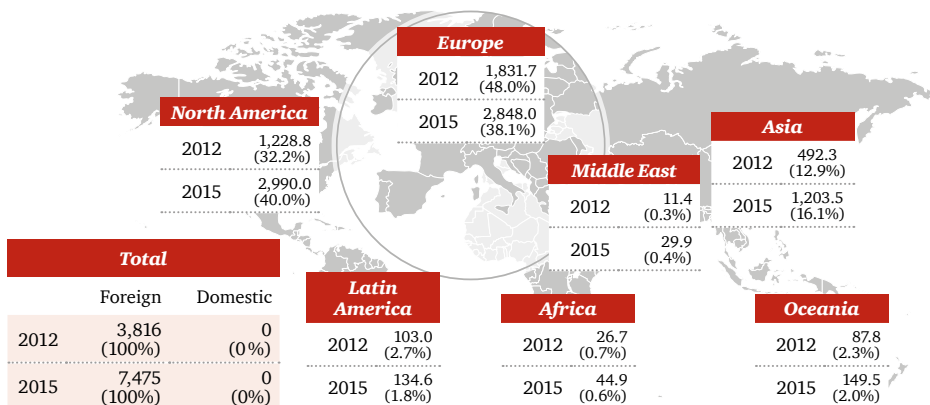 Europe
2012 1,831.7
(48.0%)
2015 2,848.0
(38.1%)
North America
2012 1,228.8
(32.2%)
2015 2,990.0
(40.0%)
Asia
2012 492.3
(12.9%)
2015 1,203.5
(16.1%)
Middle East
2012 11.4
(0.3%)
2015 29.9
(0.4%)
Total
Foreign Domestic
2012 3,816 0
(100%) (0%)
2015 7,475 0
(100%) (0%)
Latin
America
2012 103.0
(2.7%)
2015 134.6
(1.8%)
Africa
2012 26.7
(0.7%)
2015 44.9
(0.6%)
Oceania
2012 87.8
(2.3%)
2015 149.5
(2.0%)